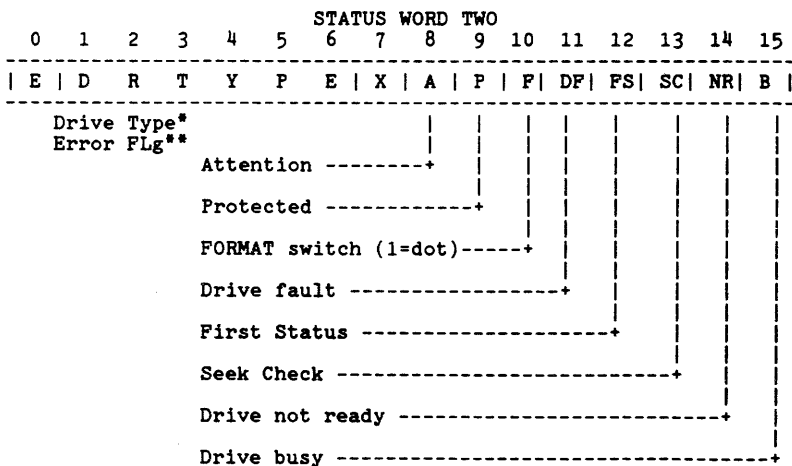 STATUS WORD TWO
0 1 2 3 4 5 6 7 8 9 10 11 12 13 14 15
| E | D R T Y P E | X | A | P | F| DF| FS| SC| NR| B |
Drive Type*
Error FLg**
Attention --------+
Protected ------------+
FORMAT switch (1=dot)-----+
Drive fault ------------------+
First Status ----------------------+
Seek Check ----------------------------+
Drive not ready ---------------------------+
Drive busy -------------------------------------+